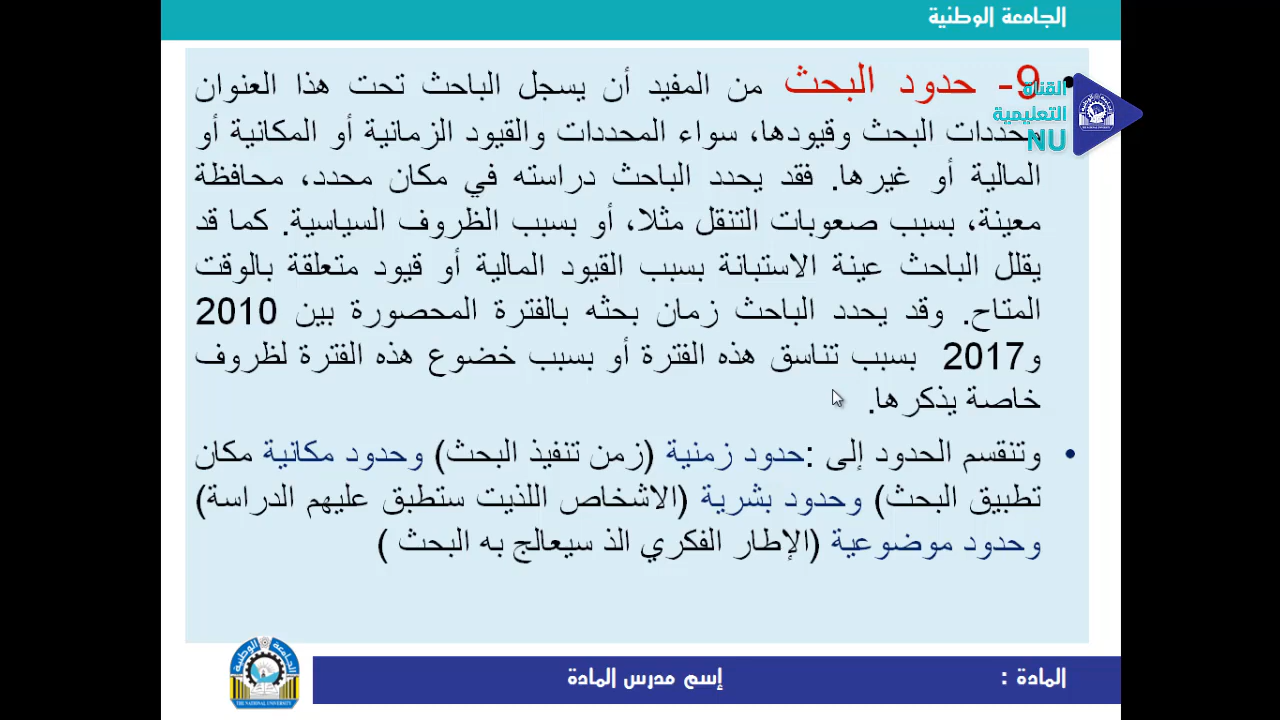 الجامعة الوطنية
• 9- حدود البحث من المفيد أن يسجل الباحث تحت هذا العنوان
محددات البحث وقيودها، سواء المحددات والقيود الزمانية أو المكانية أو
المالية أو غيرها. فقد يحدد الباحث دراسته في مكان محدد، محافظة
معينة، بسبب صعوبات التنقل مثلا، أو بسبب الظروف السياسية. كما قد
يقلل الباحث عينة الاستبانة بسبب القيود المالية أو قيود متعلقة بالوقت
المتاح. وقد يحدد الباحث زمان بحثه بالفترة المحصورة بين 2010
و2017 بسبب تناسق هذه الفترة أو بسبب خضوع هذه الفترة لظروف
خاصة يذكرها.
• وتنقسم الحدود إلى :حدود زمنية (زمن تنفيذ البحث) وحدود مكانية مكان
تطبيق البحث) وحدود بشرية (الاشخاص اللذيت ستطبق عليهم الدراسة)
وحدود موضوعية (الإطار الفكري الذ سيعالج به البحث )
القناة
التعليمية
NU
المادة :
إسم مدرس المادة
الجامعة الوطنية
THE NATIONAL UNIVERSITY